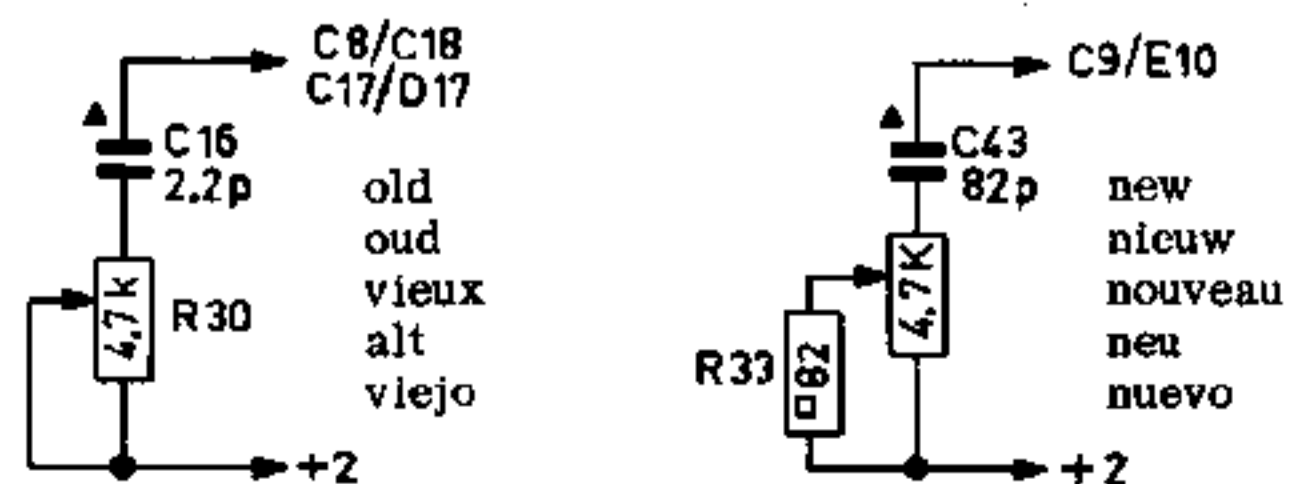 C8/C18
C17/D17
C16
2.2p
old
oud
vieux
alt
viejo
4,7k
R30
+2
C9/E10
C43
82p
new
nieuw
nouveau
neu
nuevo
4,7K
R33
82
+2